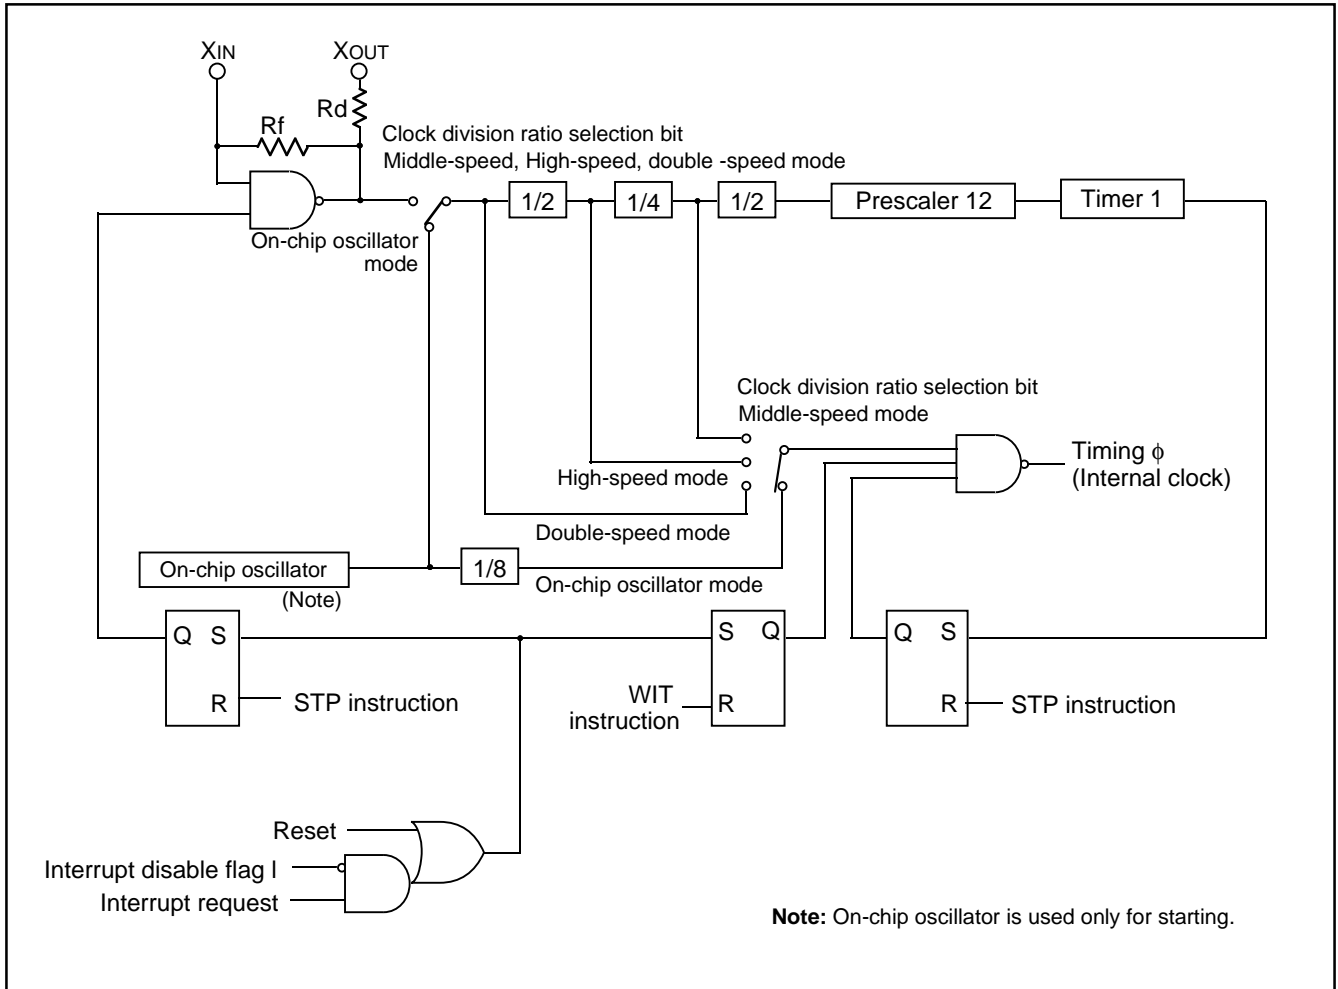 XIN
XOUT
Rd
Rf
Clock division ratio selection bit
Middle-speed, High-speed, double -speed mode
1/2
1/4
1/2
Prescaler 12
Timer 1
On-chip oscillator
mode
Clock division ratio selection bit
Middle-speed mode
High-speed mode
Double-speed mode
Timing ϕ
(Internal clock)
On-chip oscillator
(Note)
1/8
On-chip oscillator mode
Q S
R
STP instruction
S Q
R
WIT
instruction
Q S
R
STP instruction
Reset
Interrupt disable flag I
Interrupt request
Note: On-chip oscillator is used only for starting.